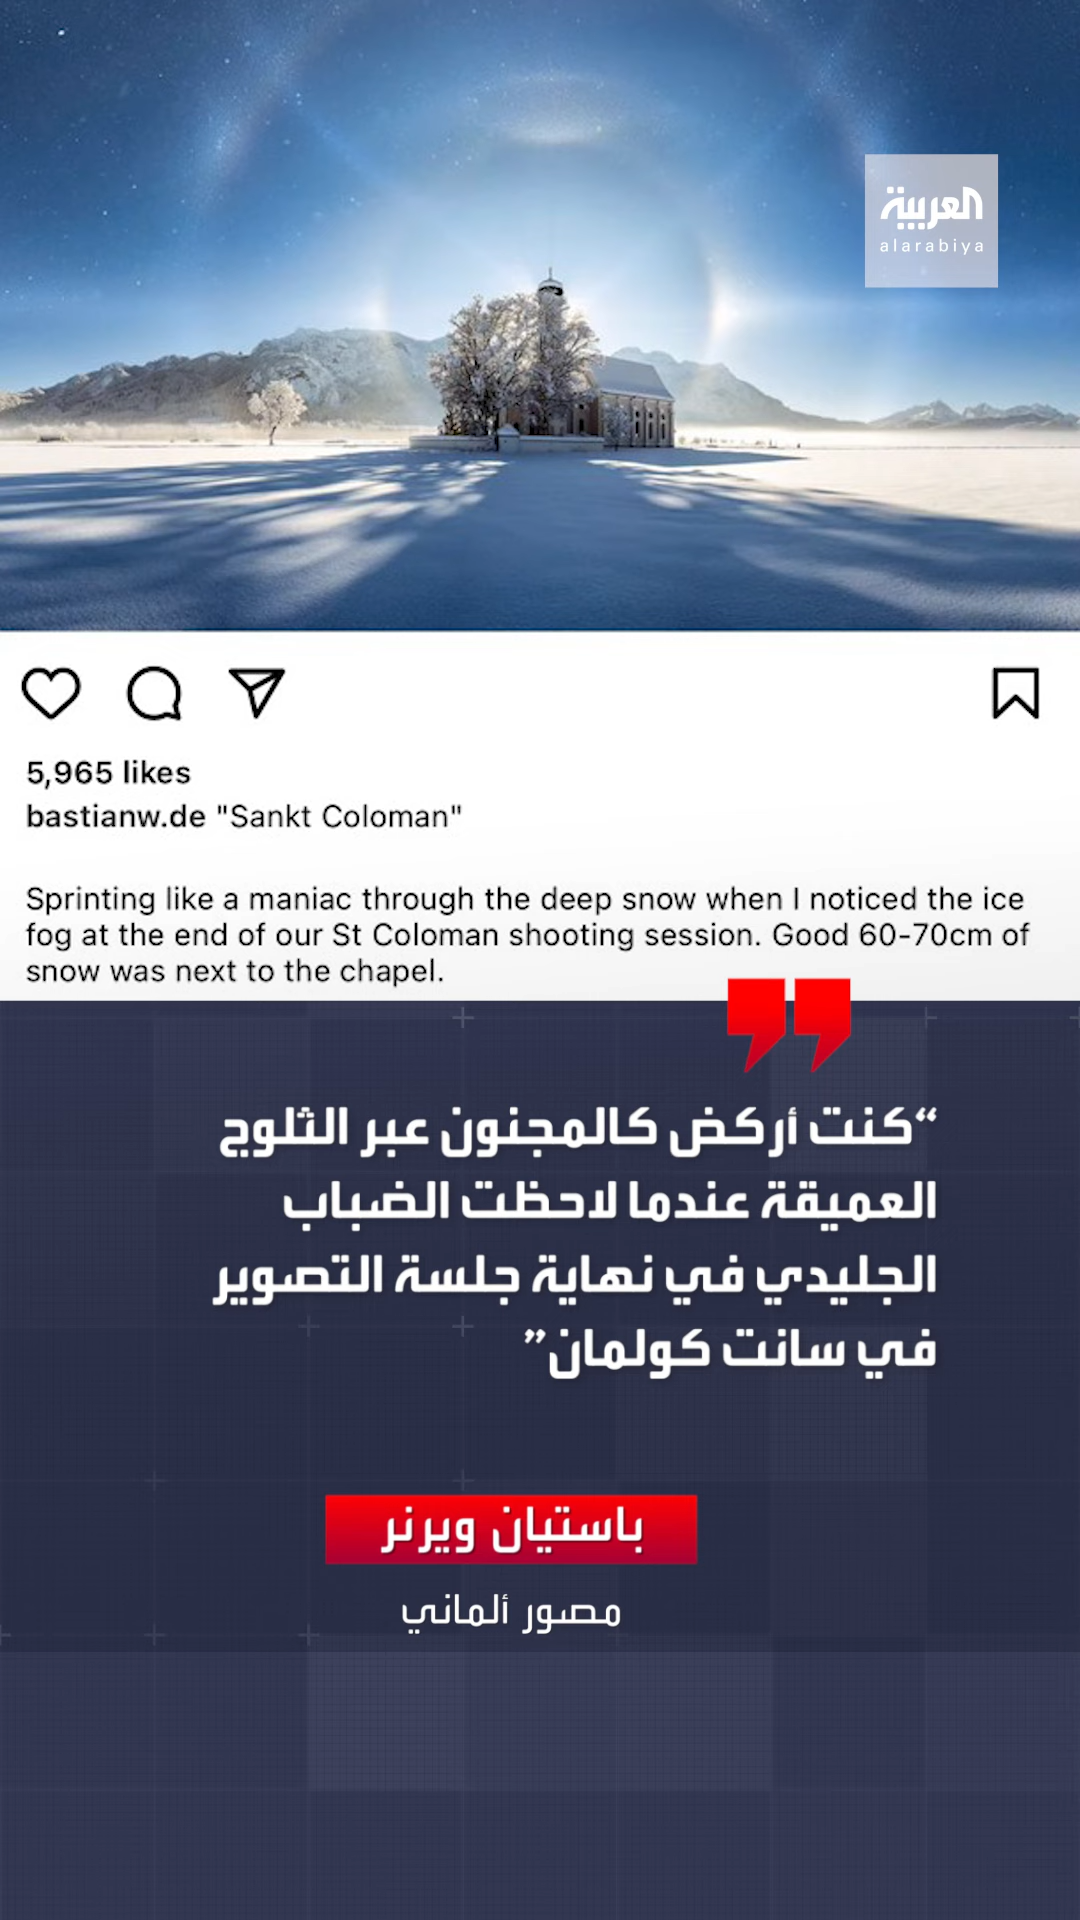 العربية
alarabiya
5,965 likes
bastianw.de "Sankt Coloman"
Sprinting like a maniac through the deep snow when I noticed the ice
fog at the end of our St Coloman shooting session. Good 60-70cm of
snow was next to the chapel.
“كنت أركض كالمجنون عبر الثلوج
العميقة عندما لاحظت الضباب
الجليدي في نهاية جلسة التصوير
في سانت كولمان”
باستيان ويرنر
مصور ألماني